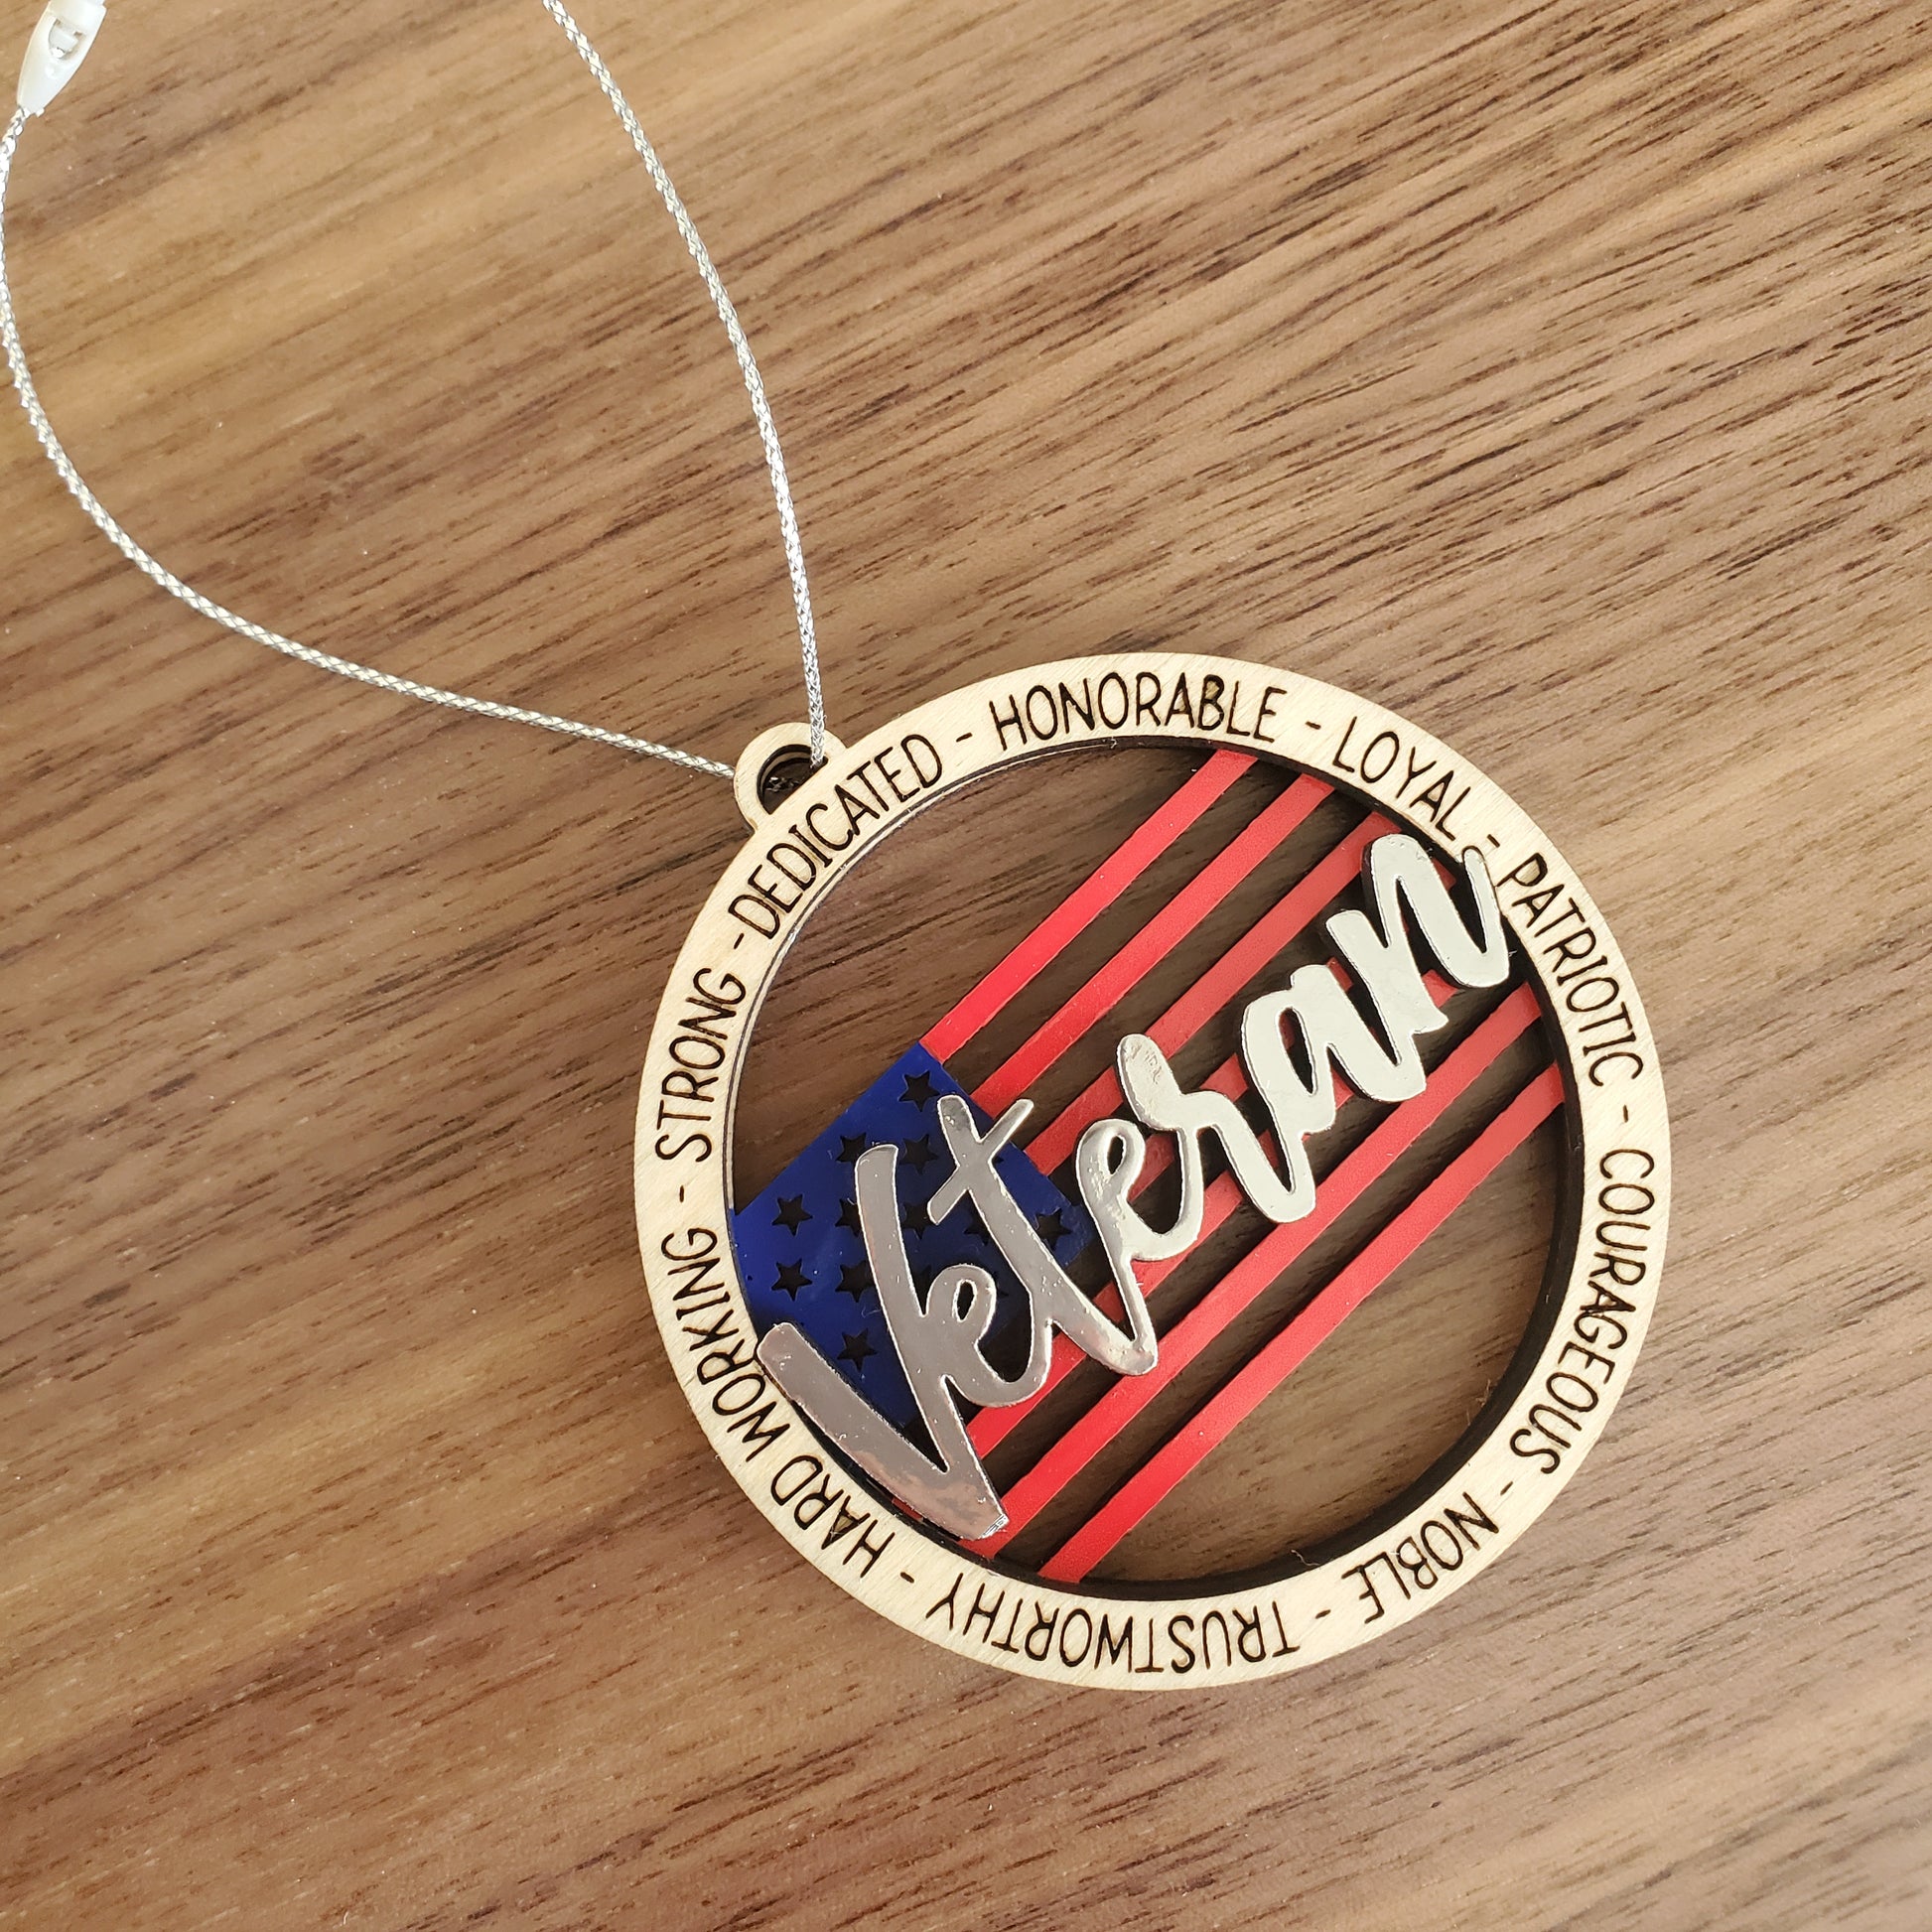 DEDICATED - HONORABLE - LOYAL - PATRIOTIC - COURAGEOUS - NOBLE - TRUSTWORTHY - HARD WORKING - STRONG -
Veteran